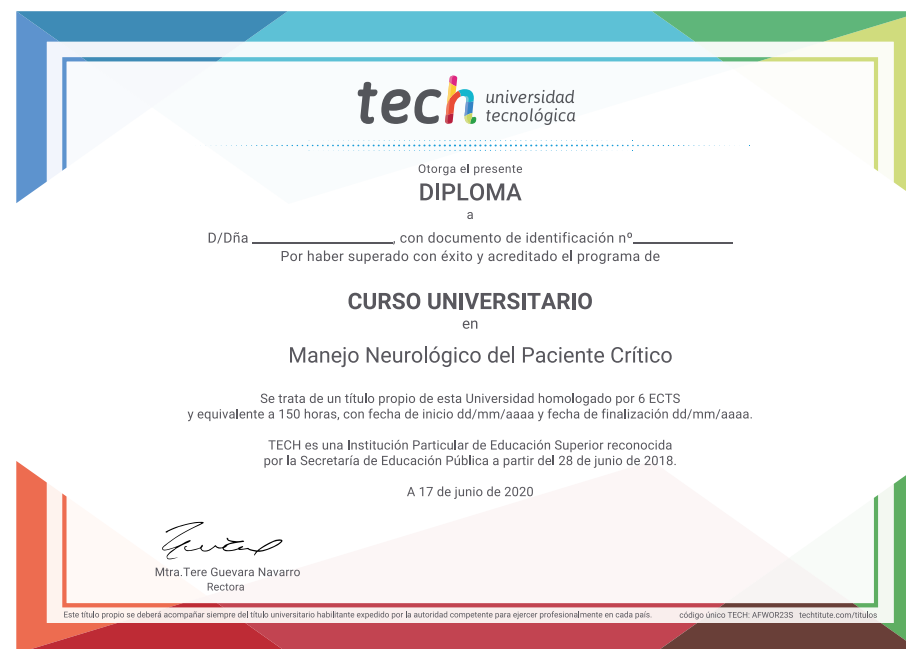 tech universidad
tecnológica
Otorga el presente
DIPLOMA
a
D/Dña ____________________, con documento de identificación nº______________
Por haber superado con éxito y acreditado el programa de
CURSO UNIVERSITARIO
en
Manejo Neurológico del Paciente Crítico
Se trata de un título propio de esta Universidad homologado por 6 ECTS
y equivalente a 150 horas, con fecha de inicio dd/mm/aaaa y fecha de finalización dd/mm/aaaa.
TECH es una Institución Particular de Educación Superior reconocida
por la Secretaría de Educación Pública a partir del 28 de junio de 2018.
A 17 de junio de 2020
Mtra.Tere Guevara Navarro
Rectora
Este título propio se deberá acompañar siempre del título universitario habilitante expedido por la autoridad competente para ejercer profesionalmente en cada país. código único TECH: AFWOR23S techtitute.com/titulos